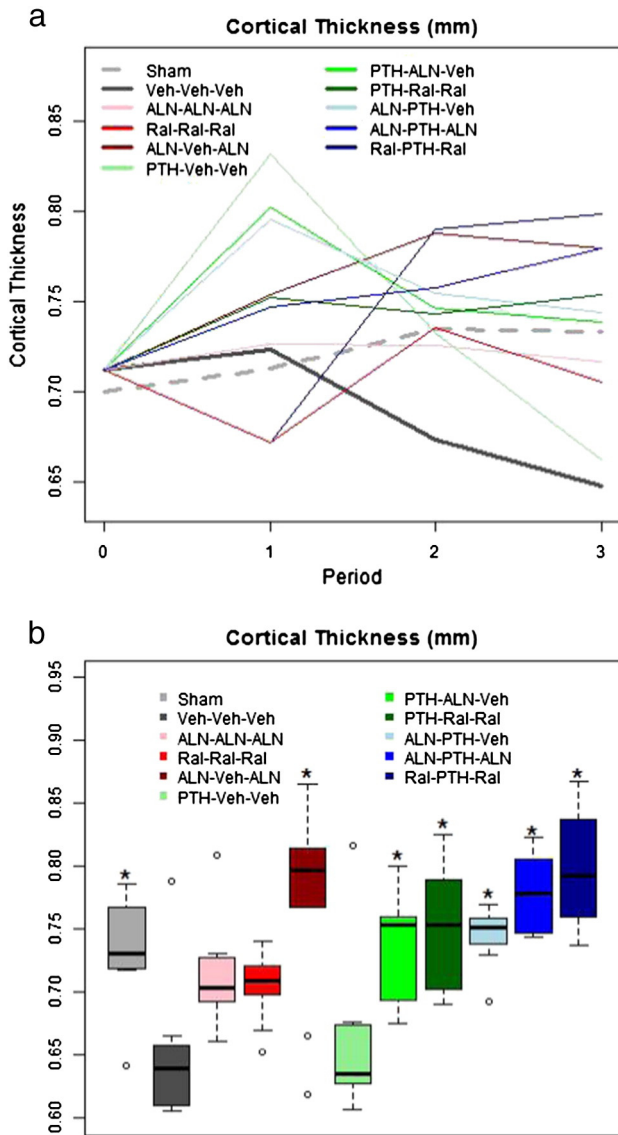 a
Cortical Thickness (mm)
Sham
Veh-Veh-Veh
ALN-ALN-ALN
Ral-Ral-Ral
ALN-Veh-ALN
PTH-Veh-Veh
PTH-ALN-Veh
PTH-Ral-Ral
ALN-PTH-Veh
ALN-PTH-ALN
Ral-PTH-Ral
Cortical Thickness
0.85
0.80
0.75
0.70
0.65
0 1 2 3
Period
b
Cortical Thickness (mm)
Sham
Veh-Veh-Veh
ALN-ALN-ALN
Ral-Ral-Ral
ALN-Veh-ALN
PTH-Veh-Veh
PTH-ALN-Veh
PTH-Ral-Ral
ALN-PTH-Veh
ALN-PTH-ALN
Ral-PTH-Ral
0.95
0.90
0.85
0.80
0.75
0.70
0.65
0.60
* * * * * * *